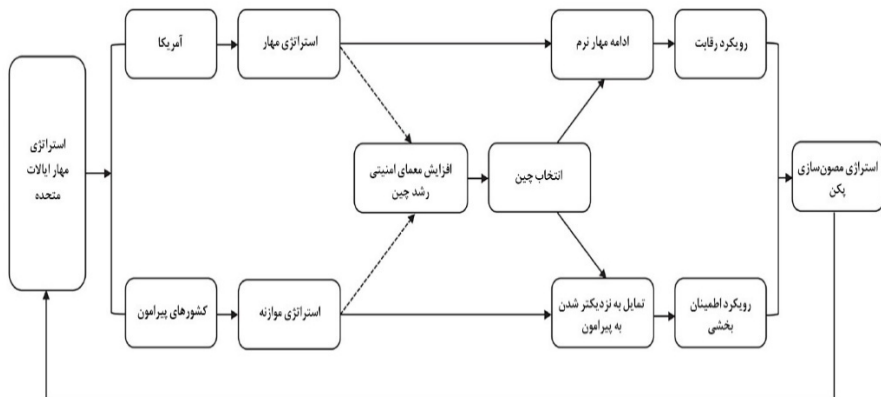 آمریکا
استراتژی مهار
ادامه مهار نرم
رویکرد رقابت
استراتژی
مهار ایالات
متحده
افزایش معمای امنیتی
رشد چین
انتخاب چین
استراژی مصون‌سازی
پکن
کشورهای پیرامون
استراتژی موازنه
تمایل به نزدیکتر شدن
به پیرامون
رویکرد اطمینان
بخشی